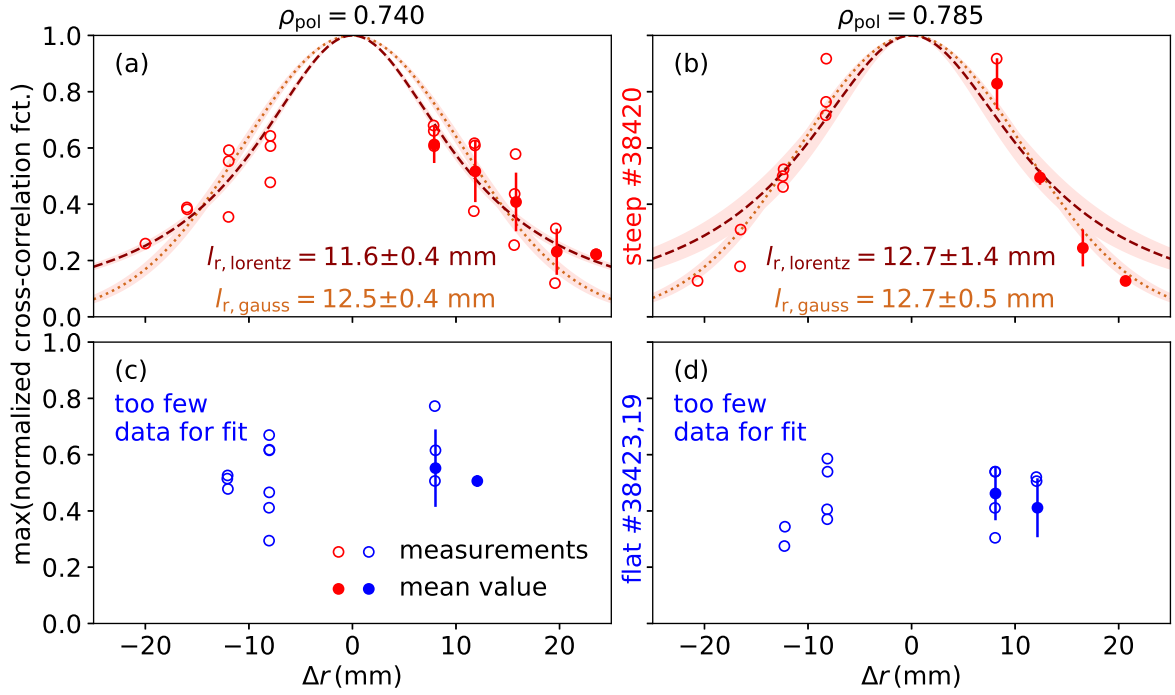 ρpol = 0.740
ρpol = 0.785
max(normalized cross-correlation fct.)
1.0
0.8
0.6
0.4
0.2
0.0
(a)
lr, lorentz = 11.6±0.4 mm
lr, gauss = 12.5±0.4 mm
steep #38420
(b)
lr, lorentz = 12.7±1.4 mm
lr, gauss = 12.7±0.5 mm
1.0
0.8
0.6
0.4
0.2
0.0
(c)
too few
data for fit
measurements
mean value
−20
−10
0
10
20
Δr (mm)
flat #38423,19
(d)
too few
data for fit
−20
−10
0
10
20
Δr (mm)